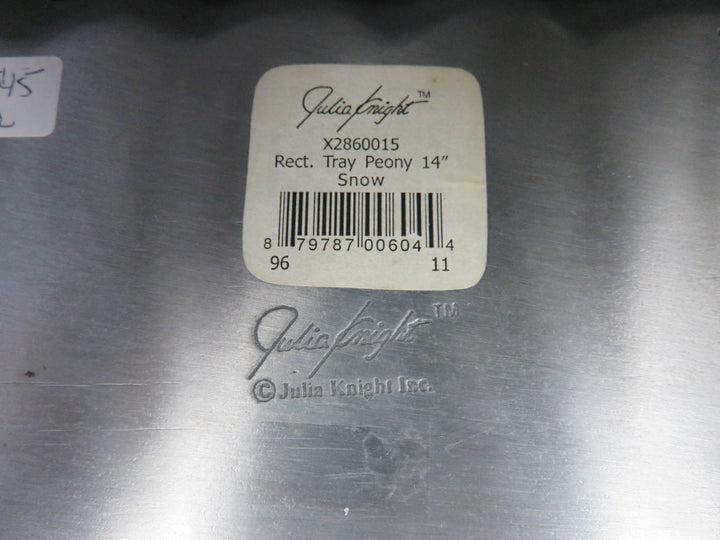 45
Julia Knight™
X2860015
Rect. Tray Peony 14"
Snow
8 79787 00604 4
96 11
Julia Knight™
© Julia Knight Inc.